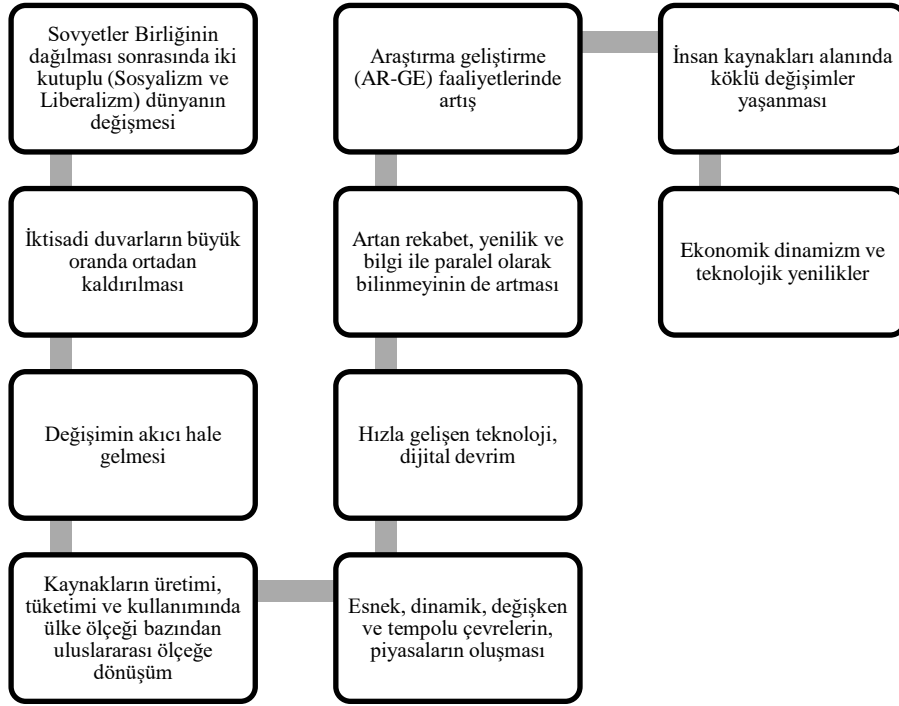 Sovyetler Birliğinin
dağılması sonrasında iki
kutuplu (Sosyalizm ve
Liberalizm) dünyanın
değişmesi
İktisadi duvarların büyük
oranda ortadan
kaldırılması
Değişimin akıcı hale
gelmesi
Kaynakların üretimi,
tüketimi ve kullanımında
ülke ölçeği bazından
uluslararası ölçeğe
dönüşüm
Esnek, dinamik, değişken
ve tempolu çevrelerin,
piyasaların oluşması
Hızla gelişen teknoloji,
dijital devrim
Artan rekabet, yenilik ve
bilgi ile paralel olarak
bilinmeyinin de artması
Araştırma geliştirme
(AR-GE) faaliyetlerinde
artış
İnsan kaynakları alanında
köklü değişimler
yaşanması
Ekonomik dinamizm ve
teknolojik yenilikler